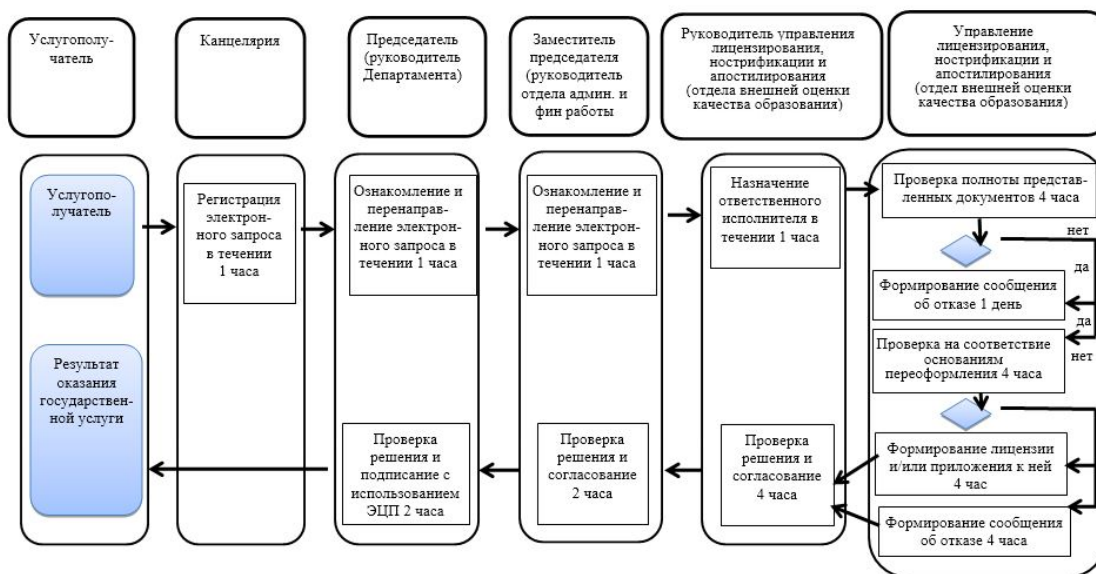 Услугополу-
чатель
Канцелярия
Председатель
(руководитель
Департамента)
Заместитель
председателя
(руководитель
отдела админ. и
фин работы
Руководитель управления
лицензирования,
нострификации и
апостилирования
(отдела внешней оценки
качества образования)
Управление
лицензирования,
нострификации и
апостилирования
(отдел внешней оценки
качества образования)
Услугопо-
лучатель
Регистрация
электрон-
ного запроса
в течении
1 часа
Ознакомление и
перенаправ-
ление электрон-
ного запроса в
течении 1 часа
Ознакомление и
перенаправ-
ление электрон-
ного запроса в
течении 1 часа
Назначение
ответственного
исполнителя в
течении 1 часа
Проверка полноты представ-
ленных документов 4 часа
нет
да
Формирование сообщения
об отказе 1 день
да
Проверка на соответствие
основаниям
переоформления 4 часа
нет
Результат
оказания
государствен-
ной услуги
Проверка
решения и
подписание с
использованием
ЭЦП 2 часа
Проверка
решения и
согласование
2 часа
Проверка
решения и
согласование
4 часа
Формирование лицензии
и/или приложения к ней
4 час
Формирование сообщения
об отказе 4 часа